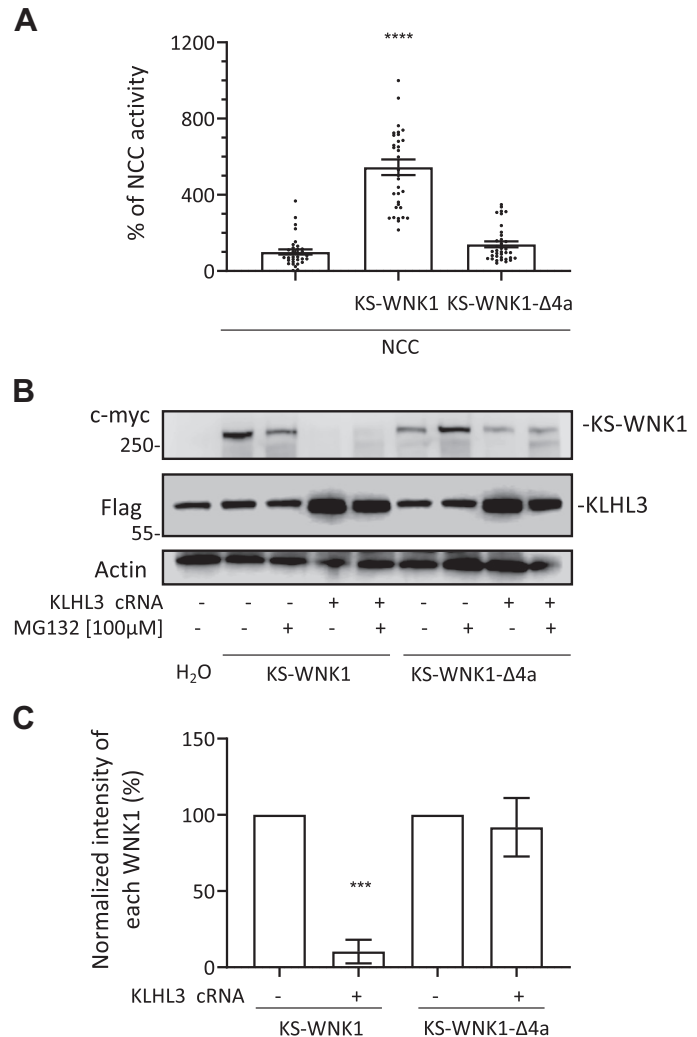 A
1200
800
400
0
% of NCC activity
****
KS-WNK1 KS-WNK1-Δ4a
NCC
B
c-myc
250-
-KS-WNK1
Flag
55-
-KLHL3
Actin
KLHL3 cRNA - - - + + - - + +
MG132 [100µM] - - + - + - + - +
H₂O KS-WNK1 KS-WNK1-Δ4a
C
150
100
50
0
Normalized intensity of
each WNK1 (%)
***
KLHL3 cRNA - + - +
KS-WNK1 KS-WNK1-Δ4a